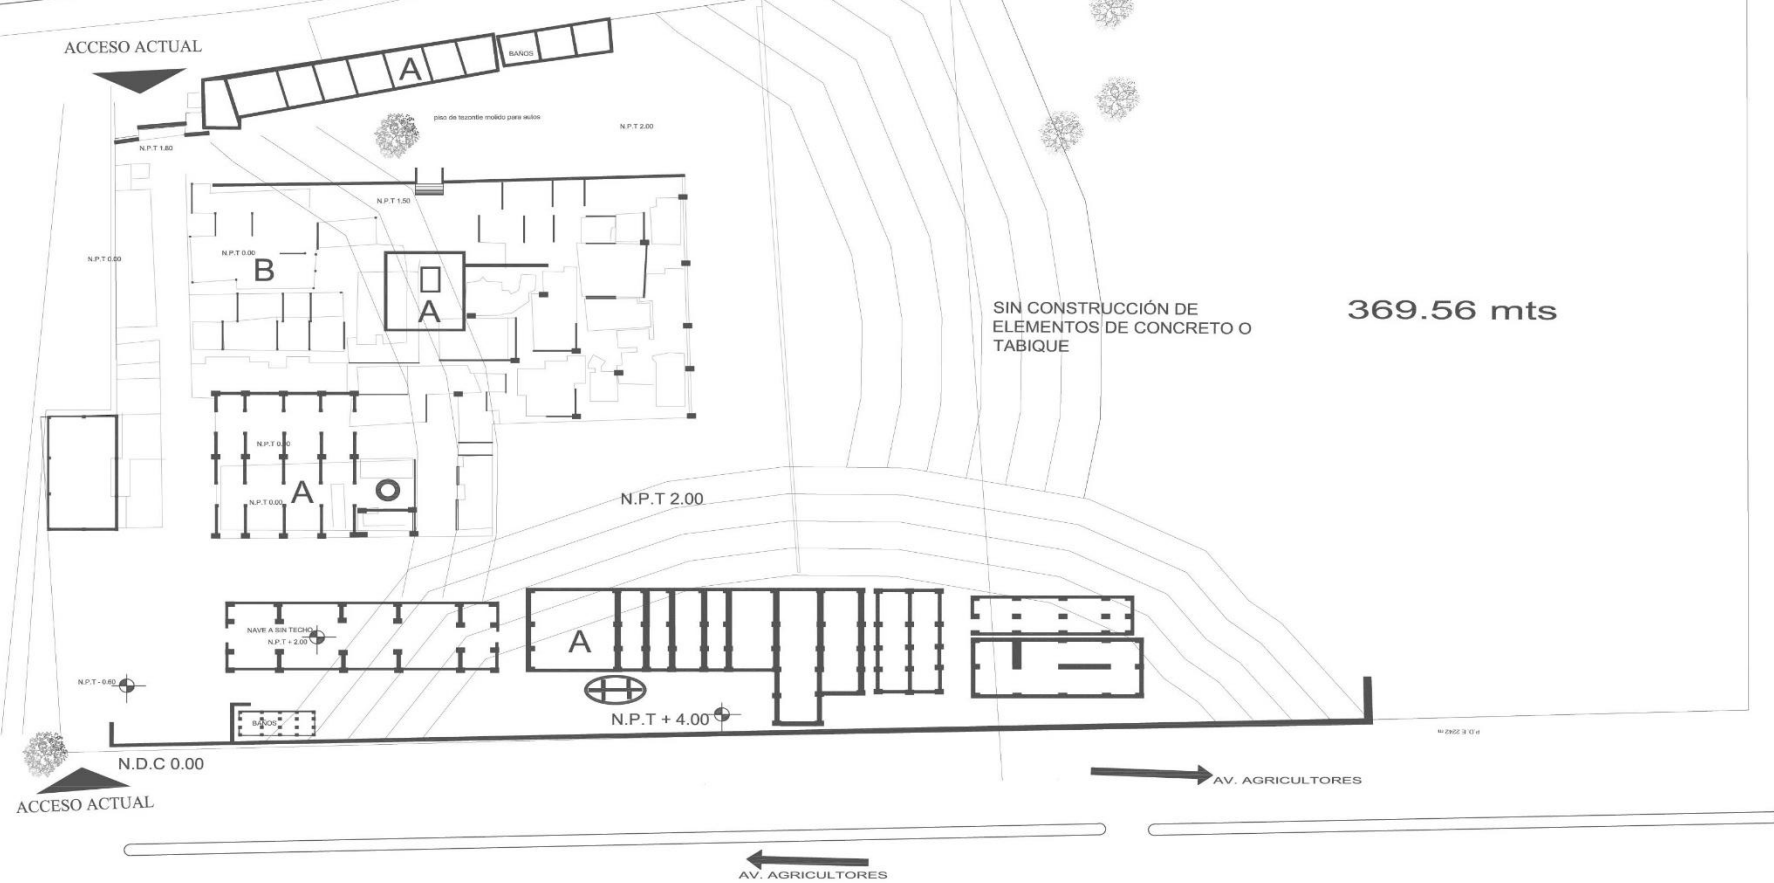 ACCESO ACTUAL
A
BAÑOS
piso de tezontle molido para autos
N.P.T 2.00
N.P.T 1.80
N.P.T 1.50
N.P.T 0.00
N.P.T 0.00
B
A
SIN CONSTRUCCIÓN DE
ELEMENTOS DE CONCRETO O
TABIQUE
369.56 mts
N.P.T 0.00
N.P.T 0.00
A
N.P.T 2.00
NAVE A SIN TECHO
N.P.T + 2.00
A
N.P.T - 0.60
BAÑOS
N.P.T + 4.00
N.D.C 0.00
ACCESO ACTUAL
AV. AGRICULTORES
AV. AGRICULTORES